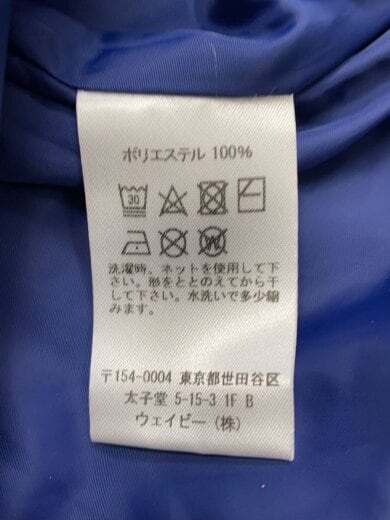 ポリエステル 100%
30
W
洗濯時、ネットを使用して下
さい。形をととのえてから干
して下さい。水洗いで多少縮
みます。
〒154-0004 東京都世田谷区
太子堂 5-15-3 1F B
ウェイビー (株)